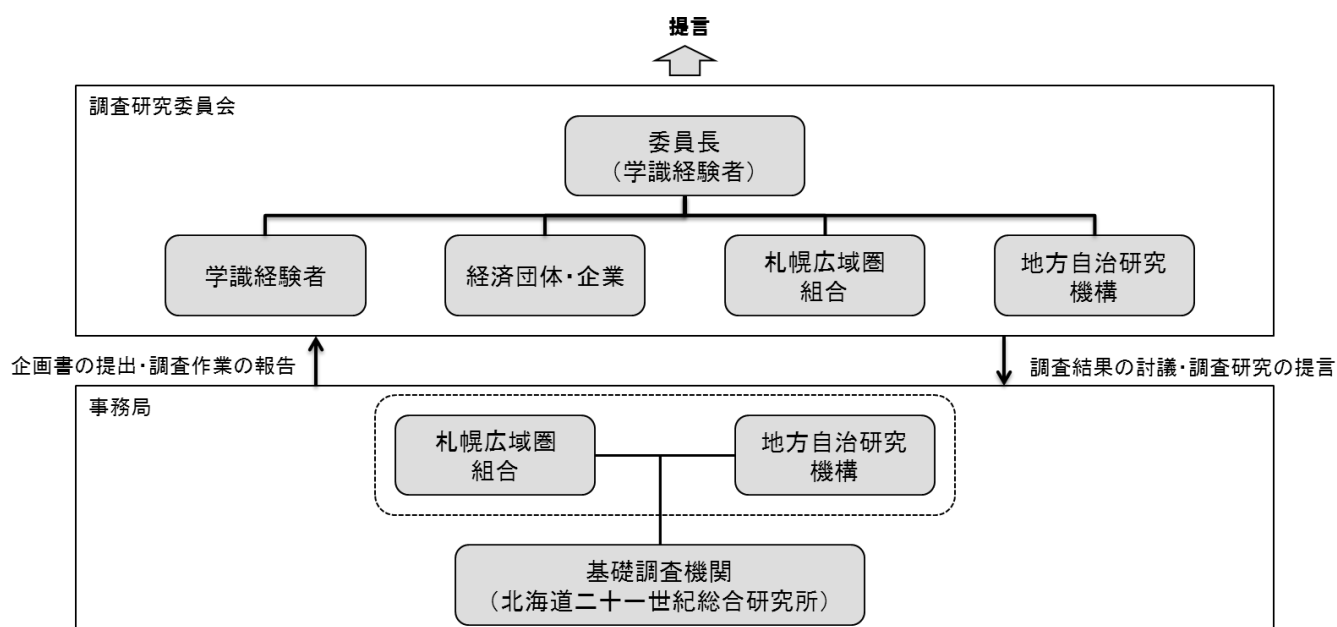 提言
調査研究委員会
委員長
（学識経験者）
学識経験者
経済団体・企業
札幌広域圏
組合
地方自治研究
機構
企画書の提出・調査作業の報告
調査結果の討議・調査研究の提言
事務局
札幌広域圏
組合
地方自治研究
機構
基礎調査機関
（北海道二十一世紀総合研究所）